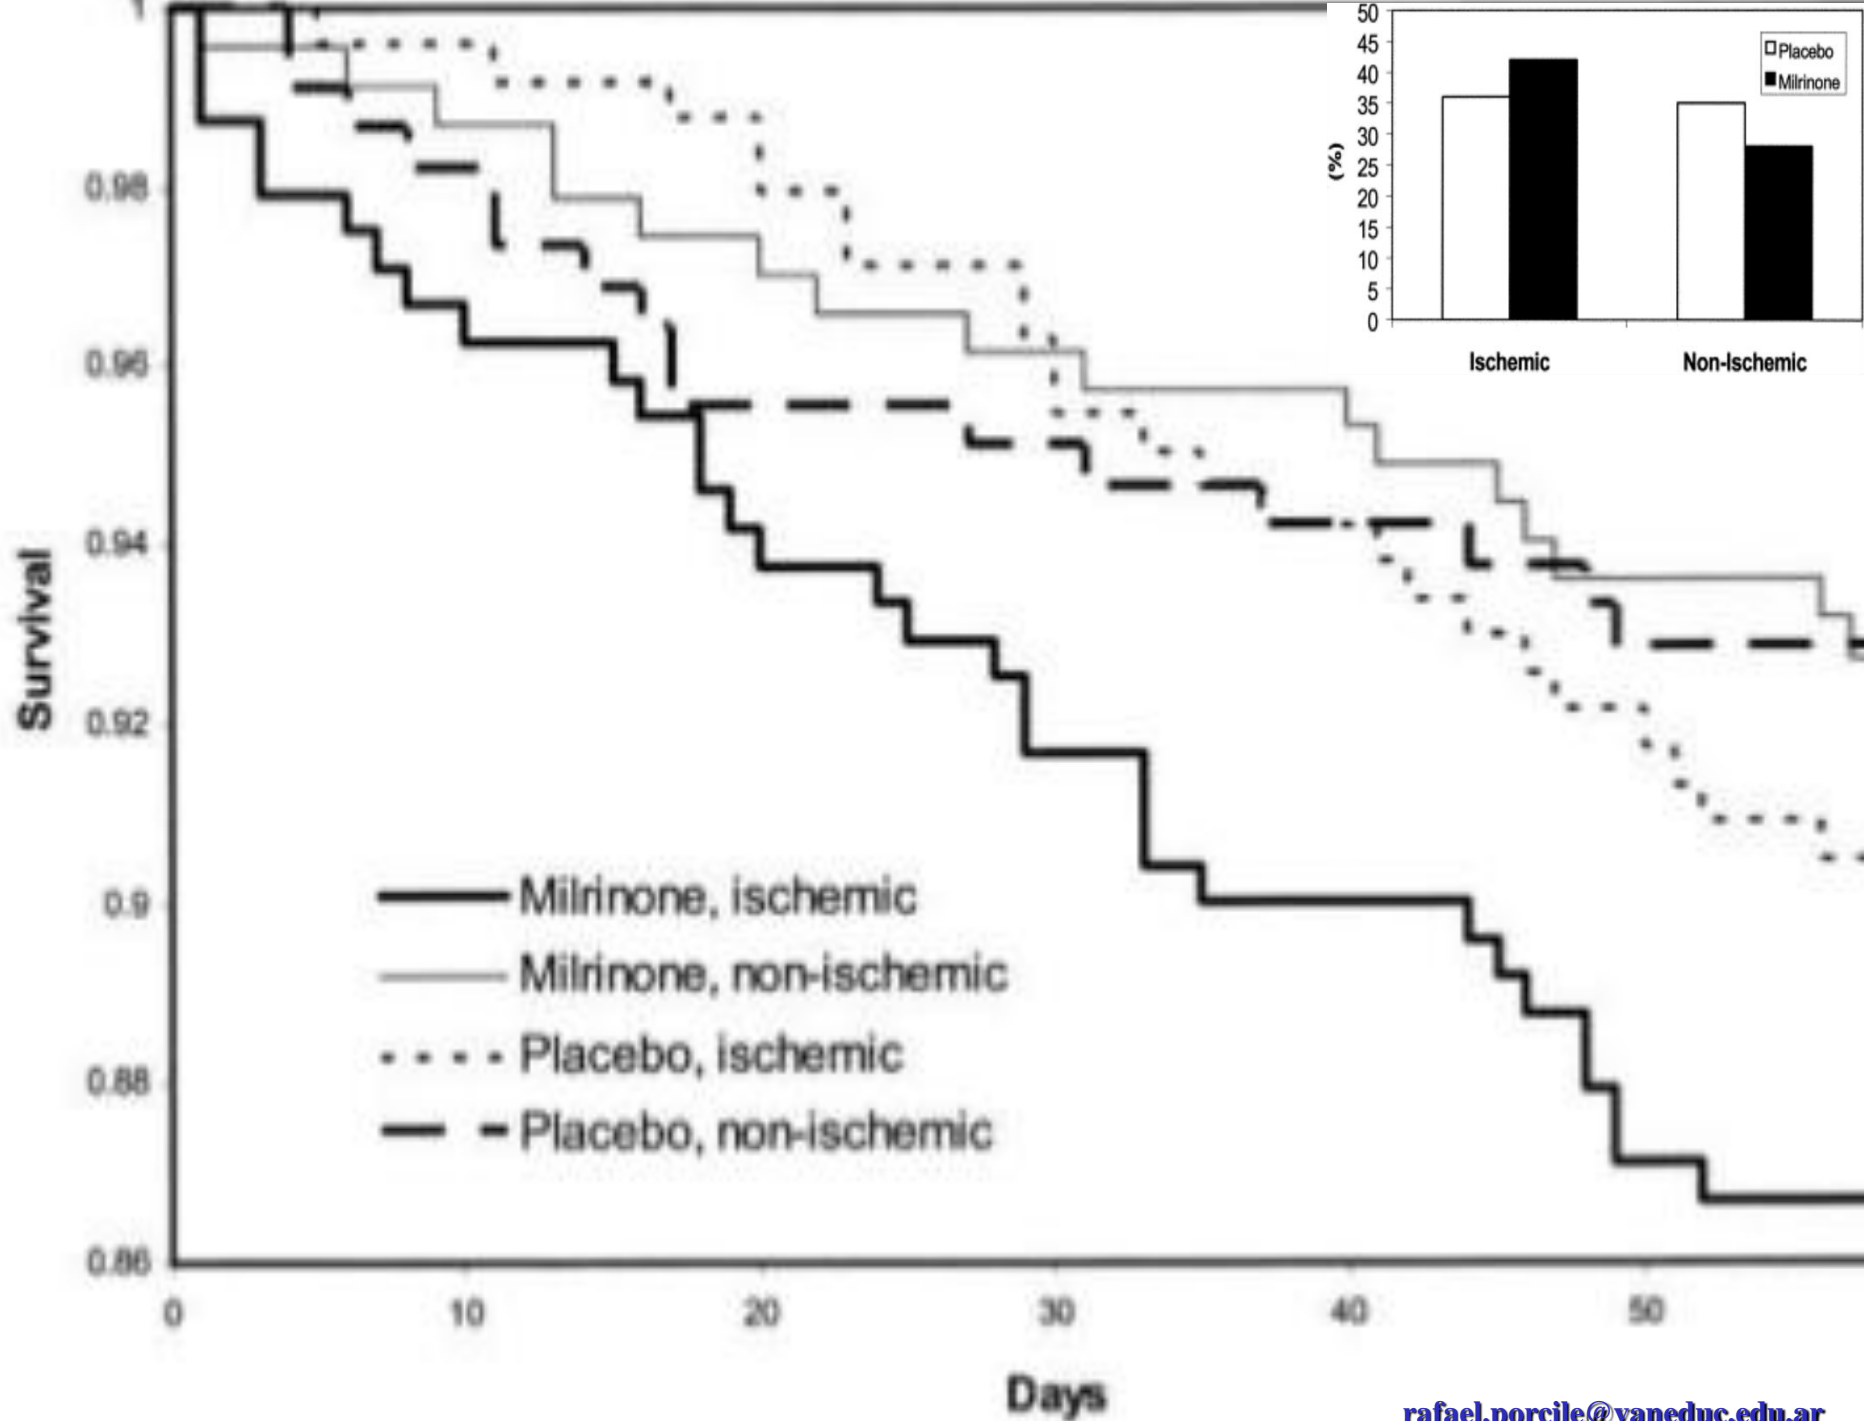 1
0.98
0.96
0.94
0.92
0.9
0.88
0.86
Survival
0
10
20
30
40
50
Days
Milrinone, ischemic
Milrinone, non-ischemic
Placebo, ischemic
Placebo, non-ischemic
50
45
40
35
30
25
20
15
10
5
0
(%)
Placebo
Milrinone
Ischemic
Non-Ischemic
rafael.porcile@vaneduc.edu.ar